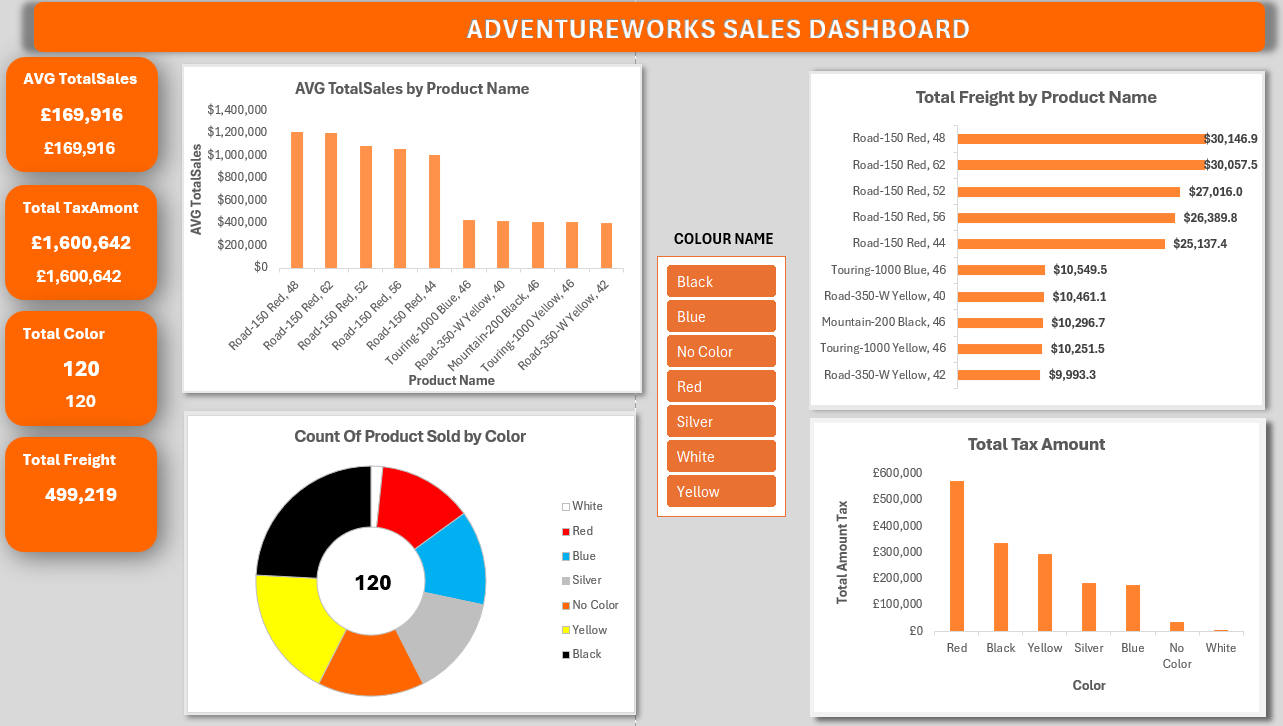 ADVENTUREWORKS SALES DASHBOARD
AVG TotalSales
£169,916
£169,916
Total TaxAmont
£1,600,642
£1,600,642
Total Color
120
120
Total Freight
499,219
AVG TotalSales by Product Name
AVG TotalSales
$1,400,000
$1,200,000
$1,000,000
$800,000
$600,000
$400,000
$200,000
$0
Road-150 Red, 48
Road-150 Red, 62
Road-150 Red, 52
Road-150 Red, 56
Road-150 Red, 44
Touring-1000 Blue, 46
Road-350-W Yellow, 40
Mountain-200 Black, 46
Touring-1000 Yellow, 46
Road-350-W Yellow, 42
Product Name
Count Of Product Sold by Color
120
White
Red
Blue
Silver
No Color
Yellow
Black
COLOUR NAME
Black
Blue
No Color
Red
Silver
White
Yellow
Total Freight by Product Name
Road-150 Red, 48 $30,146.9
Road-150 Red, 62 $30,057.5
Road-150 Red, 52 $27,016.0
Road-150 Red, 56 $26,389.8
Road-150 Red, 44 $25,137.4
Touring-1000 Blue, 46 $10,549.5
Road-350-W Yellow, 40 $10,461.1
Mountain-200 Black, 46 $10,296.7
Touring-1000 Yellow, 46 $10,251.5
Road-350-W Yellow, 42 $9,993.3
Total Tax Amount
Total Amount Tax
£600,000
£500,000
£400,000
£300,000
£200,000
£100,000
£0
Red Black Yellow Silver Blue No Color White
Color